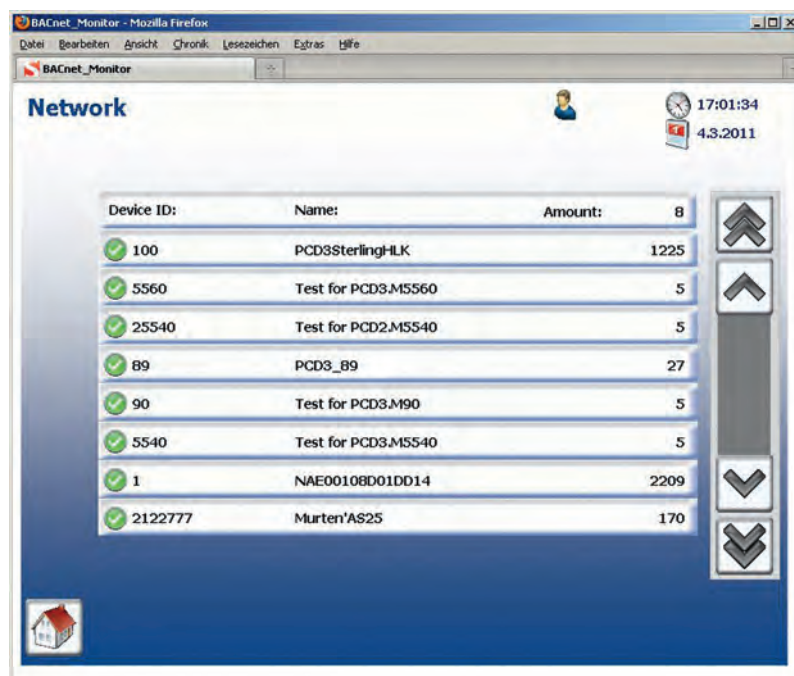 BACnet_Monitor - Mozilla Firefox
Datei Bearbeiten Ansicht Chronik Lesezeichen Extras Hilfe
BACnet_Monitor
Network
17:01:34
4.3.2011
Device ID: Name: Amount: 8
100 PCD3SterlingHLK 1225
5560 Test for PCD3.M5560 5
25540 Test for PCD2.M5540 5
89 PCD3_89 27
90 Test for PCD3.M90 5
5540 Test for PCD3.M5540 5
1 NAE00108D01DD14 2209
2122777 Murten'AS25 170